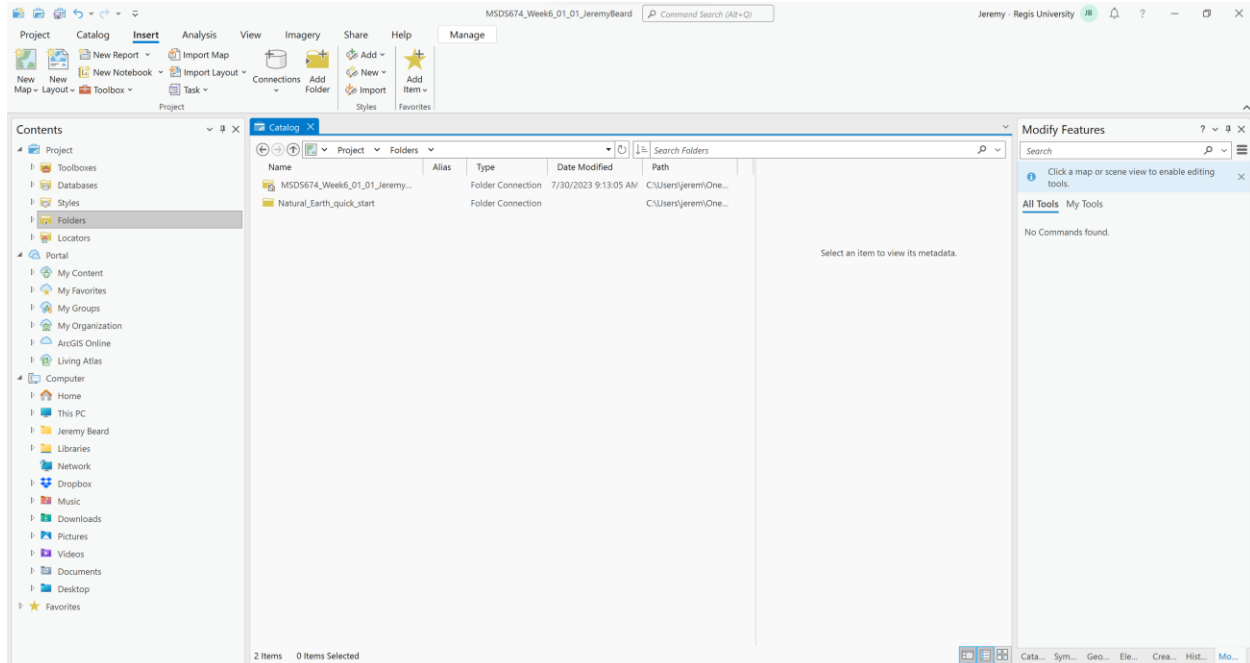 MSDS674_Week6_01_01_JeremyBeard
Command Search (Alt+Q)
Jeremy - Regis University
JB
?
Project Catalog Insert Analysis View Imagery Share Help Manage
New Report
Import Map
Add
New Notebook
Import Layout
New
Toolbox
Task
Import
New Map
New Layout
Connections
Add Folder
Add Item
Project
Styles
Favorites
Contents
Project
Toolboxes
Databases
Styles
Folders
Locators
Portal
My Content
My Favorites
My Groups
My Organization
ArcGIS Online
Living Atlas
Computer
Home
This PC
Jeremy Beard
Libraries
Network
Dropbox
Music
Downloads
Pictures
Videos
Documents
Desktop
Favorites
Catalog
Project Folders
Search Folders
Name Alias Type Date Modified Path
MSDS674_Week6_01_01_Jeremy... Folder Connection 7/30/2023 9:13:05 AM C:\Users\jerem\One...
Natural_Earth_quick_start Folder Connection C:\Users\jerem\One...
Select an item to view its metadata.
2 Items 0 Items Selected
Modify Features
?
Search
Click a map or scene view to enable editing
tools.
All Tools My Tools
No Commands found.
Cata... Sym... Geo... Ele... Crea... Hist... Mo...